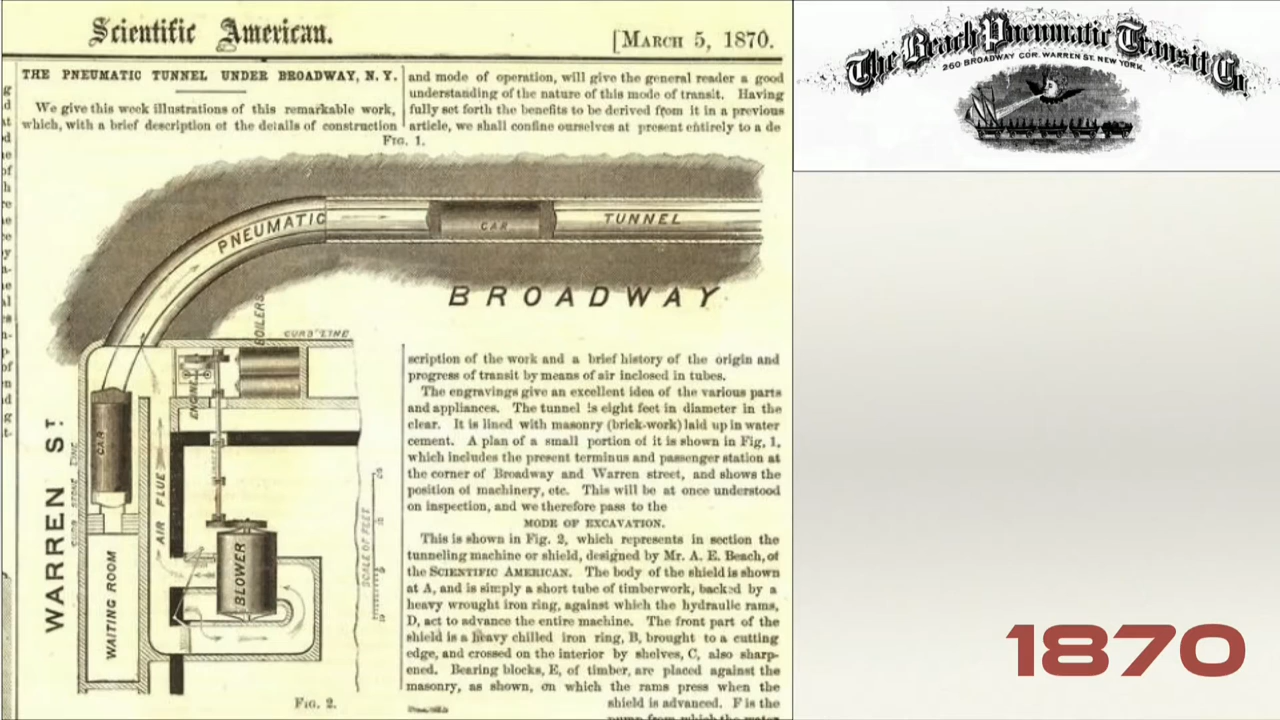 Scientific American.
[MARCH 5, 1870.
THE PNEUMATIC TUNNEL UNDER BROADWAY, N. Y.
We give this week illustrations of this remarkable work,
which, with a brief description of the details of construction
and mode of operation, will give the general reader a good
understanding of the nature of this mode of transit. Having
fully set forth the benefits to be derived from it in a previous
article, we shall confine ourselves at present entirely to a de
FIG. 1.
PNEUMATIC
CAR
TUNNEL
BROADWAY
BOILERS
CURB LINE
ENGINE
CAR
WARREN ST
AIR FLUE
BLOWER
SCALE OF FEET
WAITING ROOM
FIG. 2.
scription of the work and a brief history of the origin and
progress of transit by means of air inclosed in tubes.
The engravings give an excellent idea of the various parts
and appliances. The tunnel is eight feet in diameter in the
clear. It is lined with masonry (brick-work) laid up in water
cement. A plan of a small portion of it is shown in Fig. 1,
which includes the present terminus and passenger station at
the corner of Broadway and Warren street, and shows the
position of machinery, etc. This will be at once understood
on inspection, and we therefore pass to the
MODE OF EXCAVATION.
This is shown in Fig. 2, which represents in section the
tunneling machine or shield, designed by Mr. A. E. Beach, of
the SCIENTIFIC AMERICAN. The body of the shield is shown
at A, and is simply a short tube of timberwork, backed by a
heavy wrought iron ring, against which the hydraulic rams,
D, act to advance the entire machine. The front part of the
shield is a heavy chilled iron ring, B, brought to a cutting
edge, and crossed on the interior by shelves, C, also sharp-
ened. Bearing blocks, E, of timber, are placed against the
masonry, as shown, on which the rams press when the
shield is advanced. F is the
pump from which the water
The Beach Pneumatic Transit Co.
260 BROADWAY COR. WARREN ST. NEW YORK.
1870